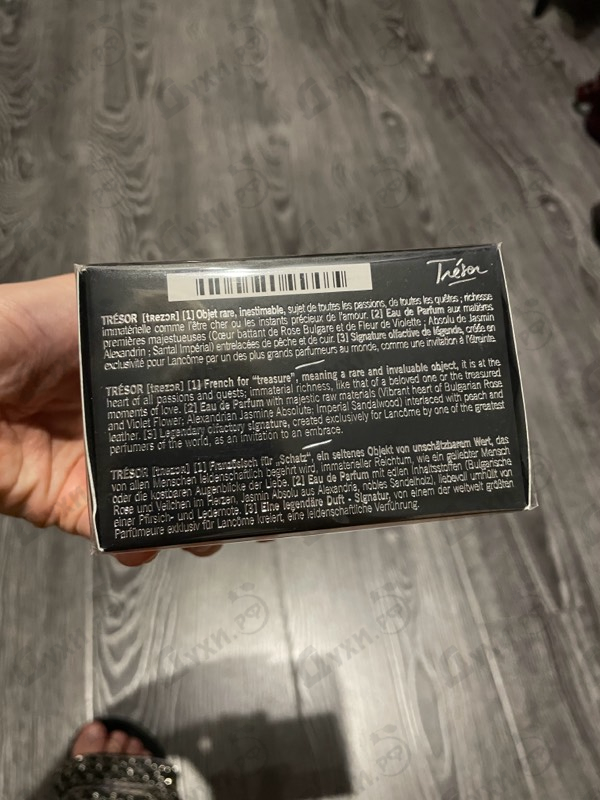 Trésor
TRÉSOR [tRezoR] [1] Objet rare, inestimable, sujet de toutes les passions, de toutes les quêtes ; richesse
immatérielle comme l'être cher ou les instants précieux de l'amour. [2] Eau de Parfum aux matières
premières majestueuses (Cœur battant de Rose Bulgare et de Fleur de Violette ; Absolu de Jasmin
Alexandrin ; Santal Impérial) entrelacées de pêche et de cuir. [3] Signature olfactive de légende, créée en
exclusivité pour Lancôme par un des plus grands parfumeurs au monde, comme une invitation à l'étreinte.
TRÉSOR [tRezoR] [1] French for "treasure", meaning a rare and invaluable object, it is at the
heart of all passions and quests; immaterial richness, like that of a beloved one or the treasured
moments of love. [2] Eau de Parfum with majestic raw materials (Vibrant heart of Bulgarian Rose
and Violet Flower, Alexandrian Jasmine Absolute; Imperial Sandalwood) interlaced with peach and
leather. [3] Legendary olfactory signature, created exclusively for Lancôme by one of the greatest
perfumers of the world, as an invitation to an embrace.
TRÉSOR [tRezoR] [1] Französisch für „Schatz", ein seltenes Objekt von unschätzbarem Wert, das
von allen Menschen leidenschaftlich begehrt wird, immaterieller Reichtum, wie ein geliebter Mensch
oder die kostbaren Augenblicke der Liebe. [2] Eau de Parfum mit edlen Inhaltsstoffen (Bulgarische
Rose und Veilchen im Herzen, Jasmin Absolu aus Alexandria, nobles Sandelholz), liebevoll umhüllt von
einer Pfirsich- und Ledernote. [3] Eine legendäre Duft - Signatur, von einem der weltweit größten
Parfümeure exklusiv für Lancôme kreiert, eine leidenschaftliche Verführung.
Духи.рф